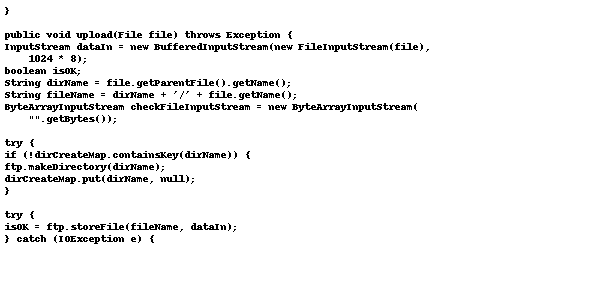 }

public void upload(File file) throws Exception {
InputStream dataIn = new BufferedInputStream(new FileInputStream(file),
    1024 * 8);
boolean isOK;
String dirName = file.getParentFile().getName();
String fileName = dirName + '/' + file.getName();
ByteArrayInputStream checkFileInputStream = new ByteArrayInputStream(
    "".getBytes());

try {
if (!dirCreateMap.containsKey(dirName)) {
ftp.makeDirectory(dirName);
dirCreateMap.put(dirName, null);
}

try {
isOK = ftp.storeFile(fileName, dataIn);
} catch (IOException e) {